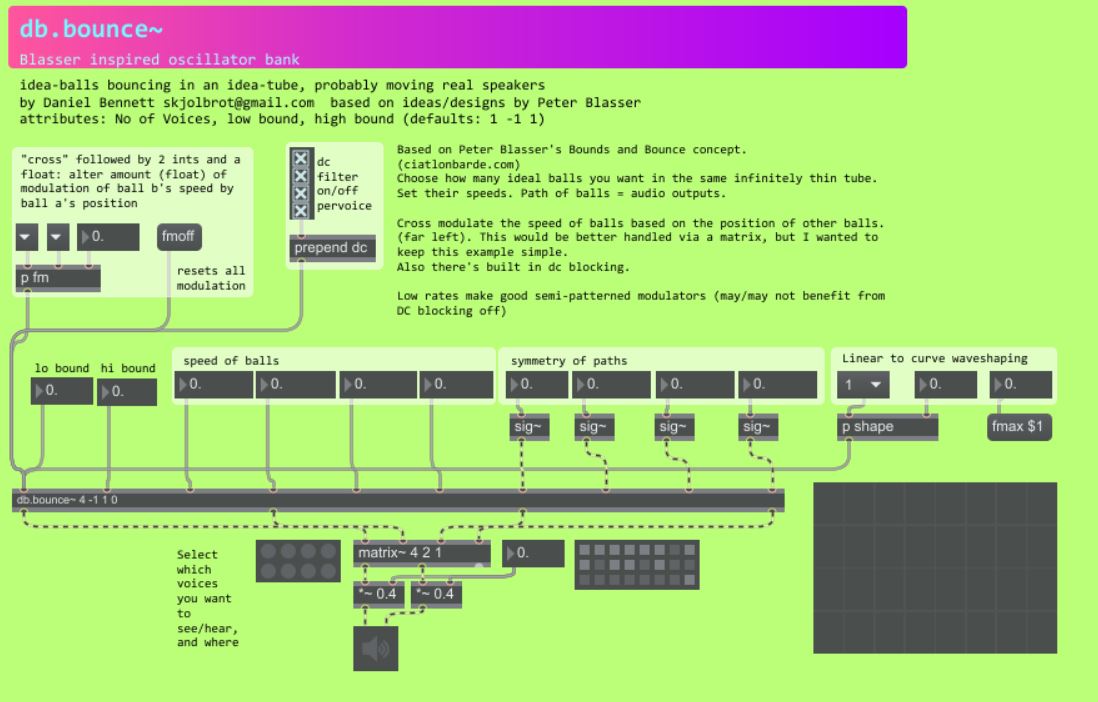 db.bounce~
Blasser inspired oscillator bank
idea-balls bouncing in an idea-tube, probably moving real speakers
by Daniel Bennett skjolbrot@gmail.com  based on ideas/designs by Peter Blasser
attributes: No of Voices, low bound, high bound (defaults: 1 -1 1)
"cross" followed by 2 ints and a
float: alter amount (float) of
modulation of ball b's speed by
ball a's position
0.
fmoff
p fm
resets all
modulation
dc
filter
on/off
pervoice
prepend dc
Based on Peter Blasser's Bounds and Bounce concept.
(ciatlonbarde.com)
Choose how many ideal balls you want in the same infinitely thin tube.
Set their speeds. Path of balls = audio outputs.
Cross modulate the speed of balls based on the position of other balls.
(far left). This would be better handled via a matrix, but I wanted to
keep this example simple.
Also there's built in dc blocking.
Low rates make good semi-patterned modulators (may/may not benefit from
DC blocking off)
lo bound hi bound
0. 0.
speed of balls
0. 0. 0. 0.
symmetry of paths
0. 0. 0. 0.
sig~ sig~ sig~ sig~
Linear to curve waveshaping
1 0. 0.
p shape fmax $1
db.bounce~ 4 -1 1 0
Select
which
voices
you want
to
see/hear,
and where
matrix~ 4 2 1
0.
*~ 0.4 *~ 0.4